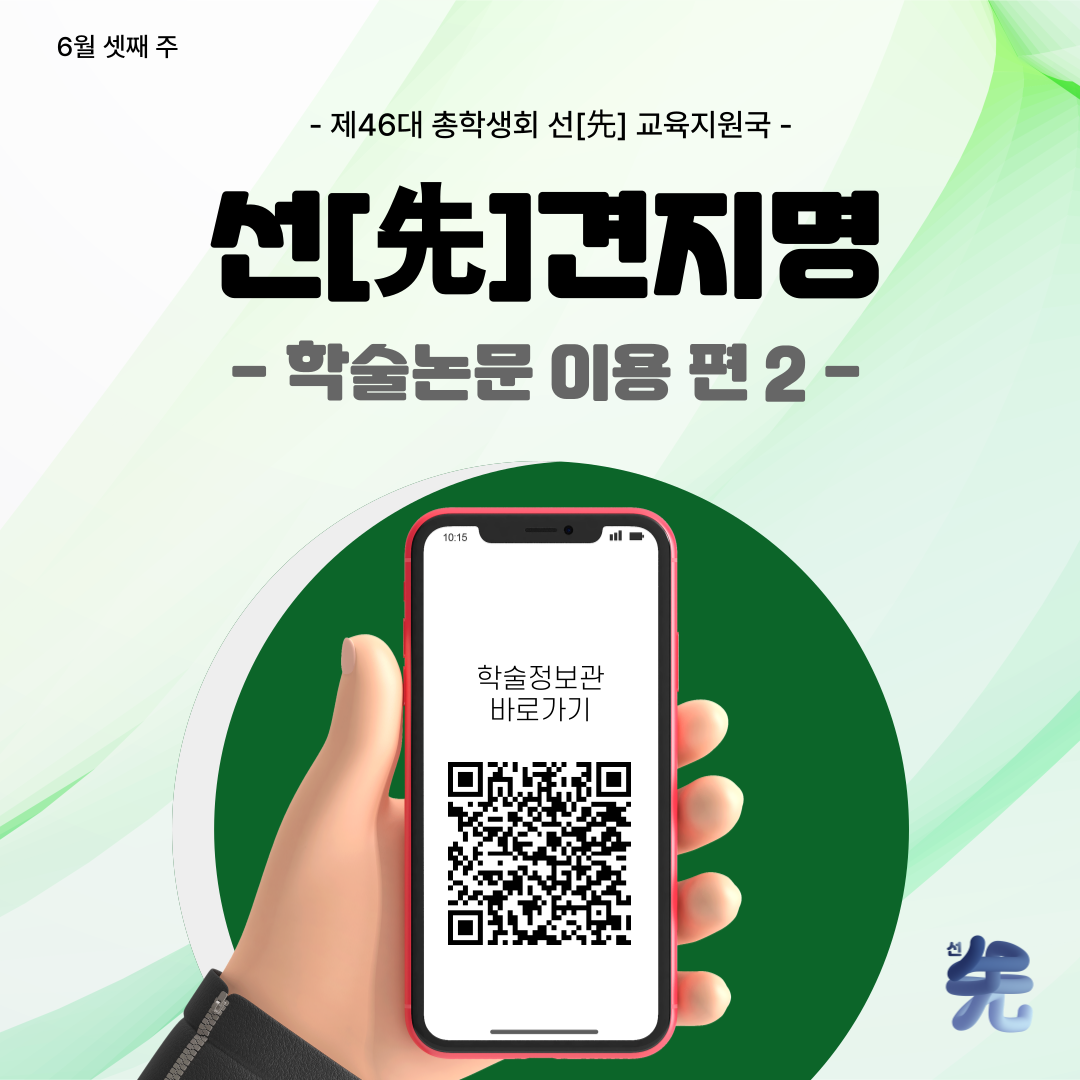 6월 셋째 주
- 제46대 총학생회 선[先] 교육지원국 -
선[先]견지명
- 학술논문 이용 편 2 -
10:15
학술정보관
바로가기
선
先